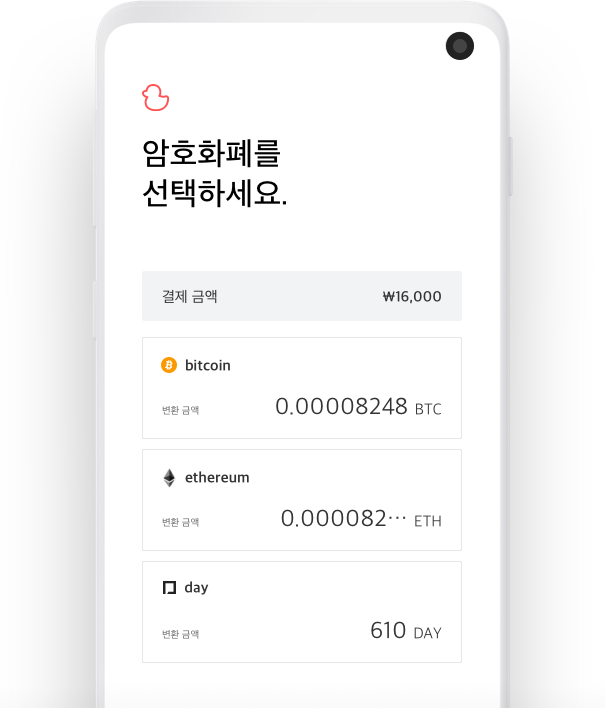 암호화폐를
선택하세요.
결제 금액 ₩16,000
bitcoin
변환 금액 0.00008248 BTC
ethereum
변환 금액 0.000082··· ETH
day
변환 금액 610 DAY